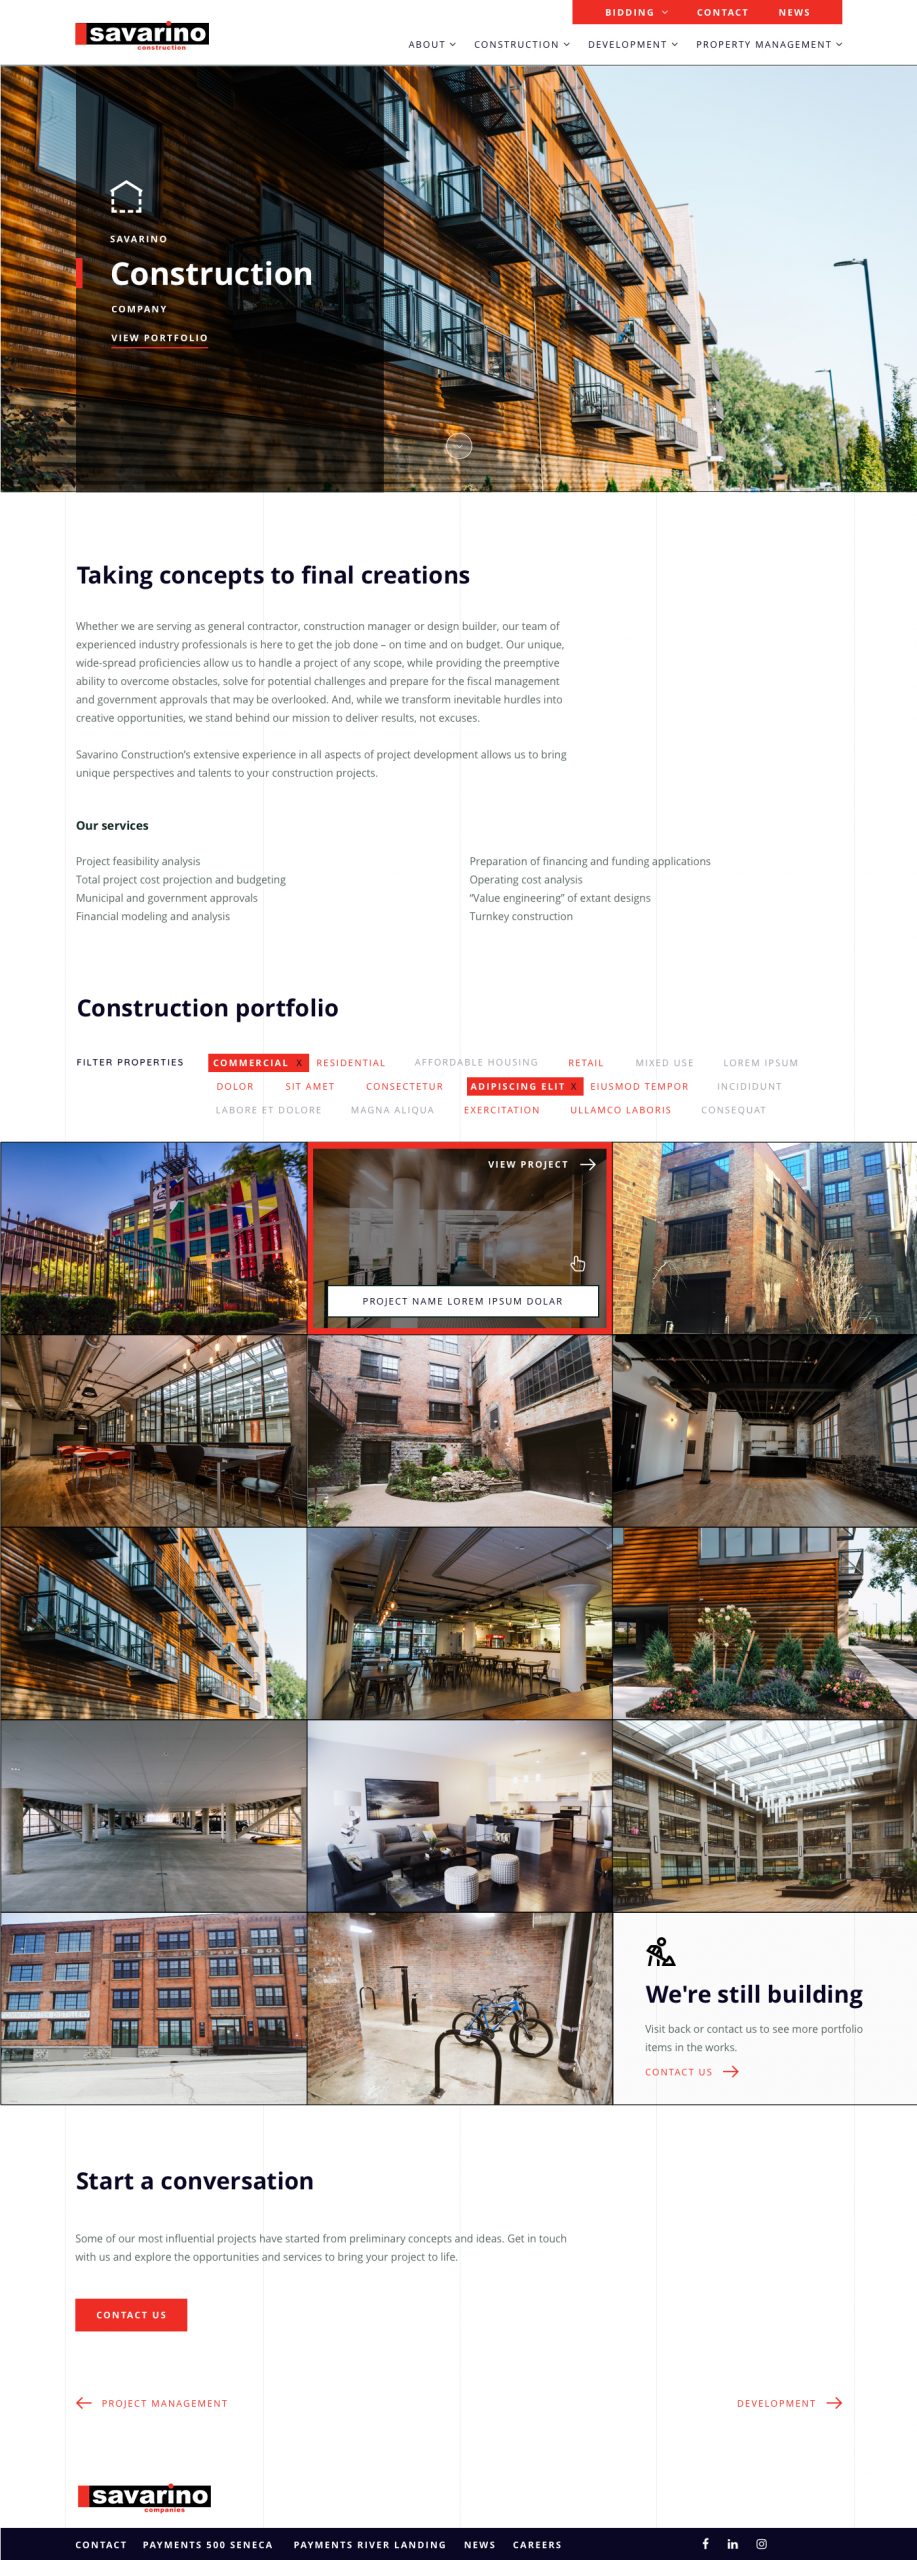 BIDDING CONTACT NEWS
savarino
construction
ABOUT CONSTRUCTION DEVELOPMENT PROPERTY MANAGEMENT
SAVARINO
Construction
COMPANY
VIEW PORTFOLIO
Taking concepts to final creations
Whether we are serving as general contractor, construction manager or design builder, our team of
experienced industry professionals is here to get the job done – on time and on budget. Our unique,
wide-spread proficiencies allow us to handle a project of any scope, while providing the preemptive
ability to overcome obstacles, solve for potential challenges and prepare for the fiscal management
and government approvals that may be overlooked. And, while we transform inevitable hurdles into
creative opportunities, we stand behind our mission to deliver results, not excuses.
Savarino Construction’s extensive experience in all aspects of project development allows us to bring
unique perspectives and talents to your construction projects.
Our services
Project feasibility analysis
Total project cost projection and budgeting
Municipal and government approvals
Financial modeling and analysis
Preparation of financing and funding applications
Operating cost analysis
“Value engineering” of extant designs
Turnkey construction
Construction portfolio
FILTER PROPERTIES COMMERCIAL X RESIDENTIAL AFFORDABLE HOUSING RETAIL MIXED USE LOREM IPSUM
DOLOR SIT AMET CONSECTETUR ADIPISCING ELIT X EIUSMOD TEMPOR INCIDIDUNT
LABORE ET DOLORE MAGNA ALIQUA EXERCITATION ULLAMCO LABORIS CONSEQUAT
VIEW PROJECT
PROJECT NAME LOREM IPSUM DOLAR
We're still building
Visit back or contact us to see more portfolio
items in the works.
CONTACT US
Start a conversation
Some of our most influential projects have started from preliminary concepts and ideas. Get in touch
with us and explore the opportunities and services to bring your project to life.
CONTACT US
PROJECT MANAGEMENT
DEVELOPMENT
savarino
companies
CONTACT PAYMENTS 500 SENECA PAYMENTS RIVER LANDING NEWS CAREERS